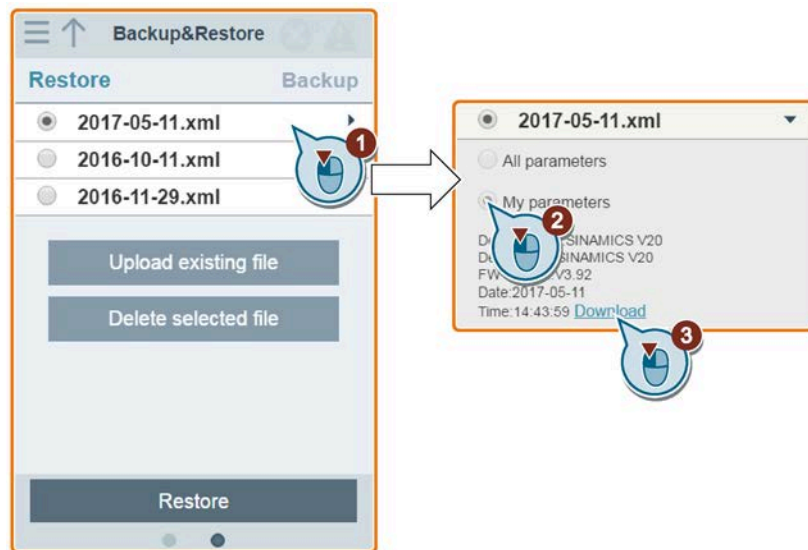 Backup&Restore
Restore Backup
2017-05-11.xml
2016-10-11.xml
2016-11-29.xml
Upload existing file
Delete selected file
Restore
1
2017-05-11.xml
All parameters
My parameters
2
SINAMICS V20
SINAMICS V20
FW V3.92
Date:2017-05-11
Time:14:43:59 Download
3